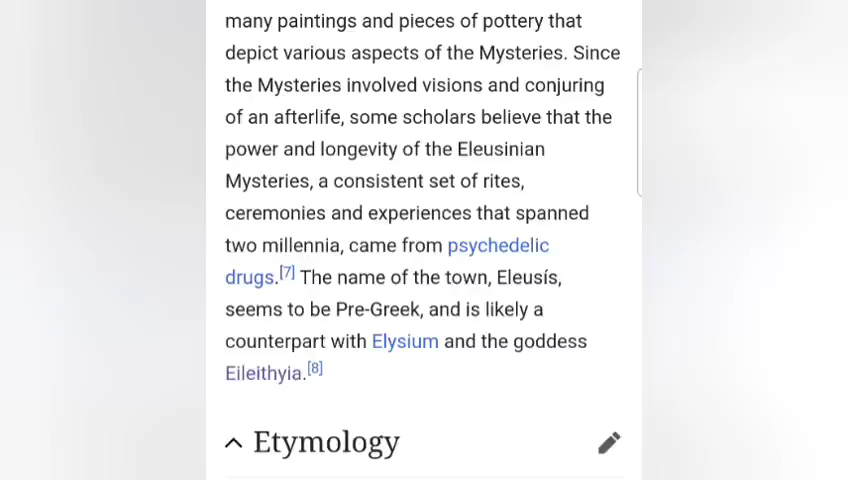 many paintings and pieces of pottery that
depict various aspects of the Mysteries. Since
the Mysteries involved visions and conjuring
of an afterlife, some scholars believe that the
power and longevity of the Eleusinian
Mysteries, a consistent set of rites,
ceremonies and experiences that spanned
two millennia, came from psychedelic
drugs.[7] The name of the town, Eleusís,
seems to be Pre-Greek, and is likely a
counterpart with Elysium and the goddess
Eileithyia.[8]
Etymology